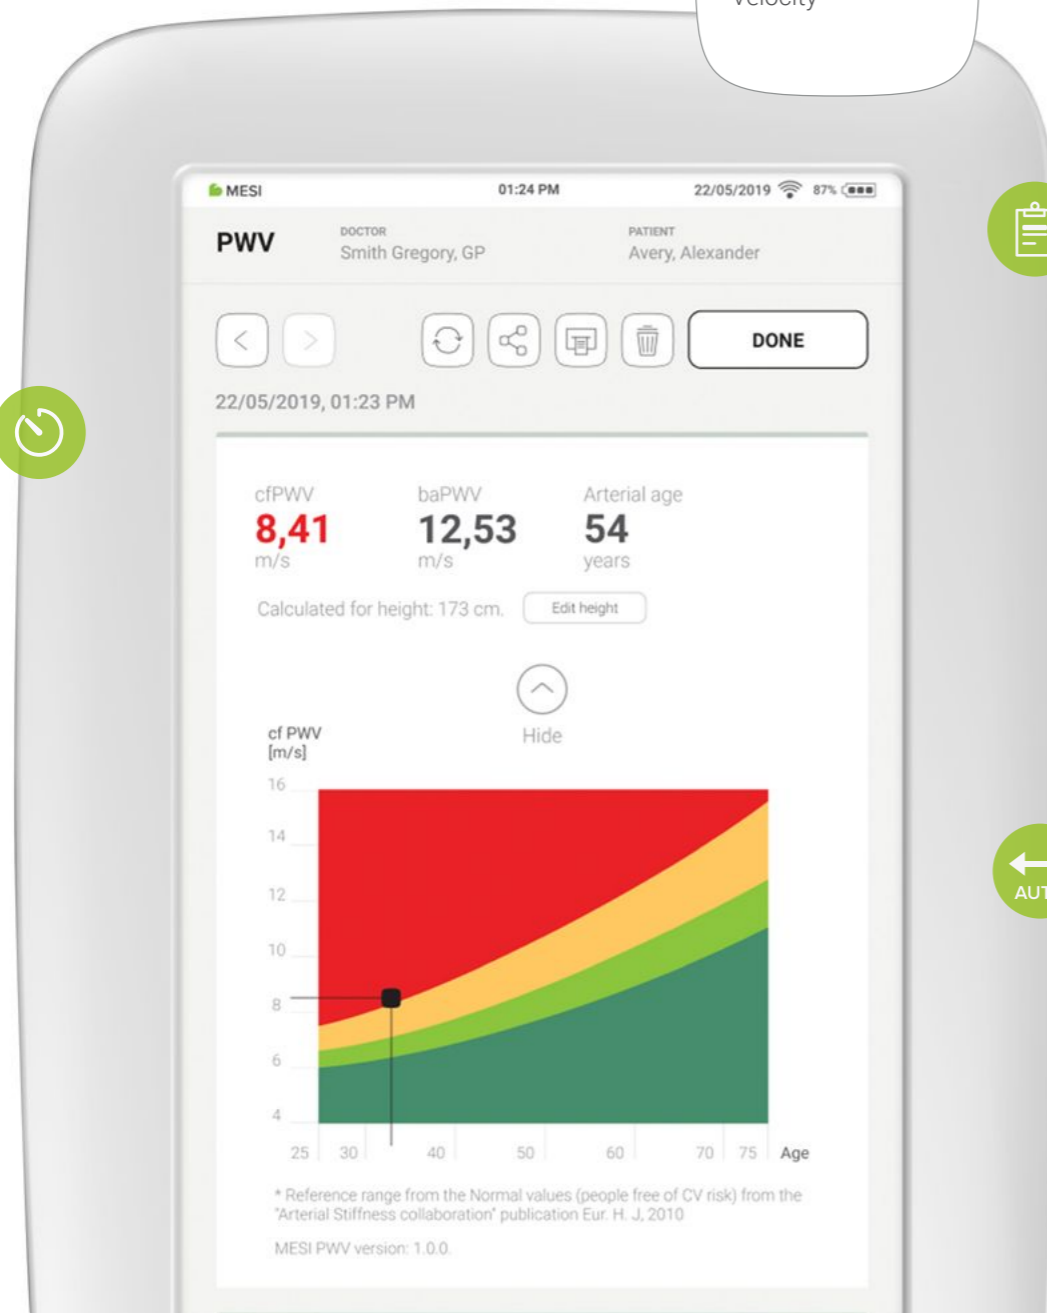 Velocity
MESI 01:24 PM 22/05/2019 87%
PWV
DOCTOR
Smith Gregory, GP
PATIENT
Avery, Alexander
DONE
22/05/2019, 01:23 PM
cfPWV baPWV Arterial age
8,41 12,53 54
m/s m/s years
Calculated for height: 173 cm. Edit height
Hide
cf PWV
[m/s]
16
14
12
10
8
6
4
25 30 40 50 60 70 75 Age
* Reference range from the Normal values (people free of CV risk) from the
"Arterial Stiffness collaboration" publication Eur. H. J, 2010
MESI PWV version: 1.0.0.
AUT